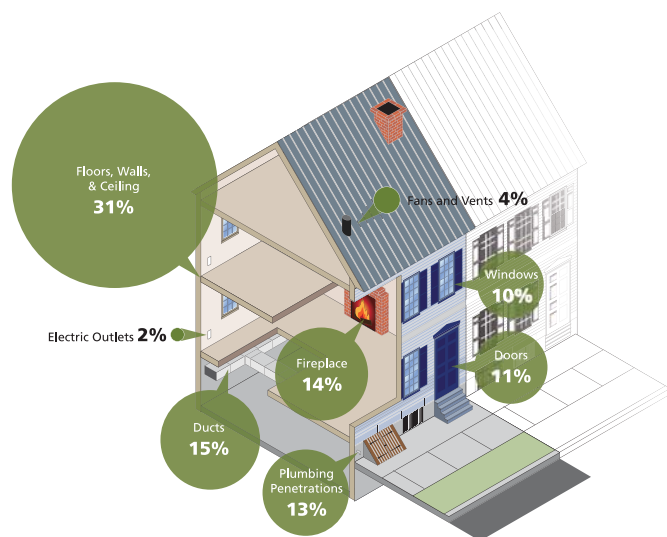 Floors, Walls,
& Ceiling
31%
Fans and Vents 4%
Windows
10%
Electric Outlets 2%
Fireplace
14%
Doors
11%
Ducts
15%
Plumbing
Penetrations
13%